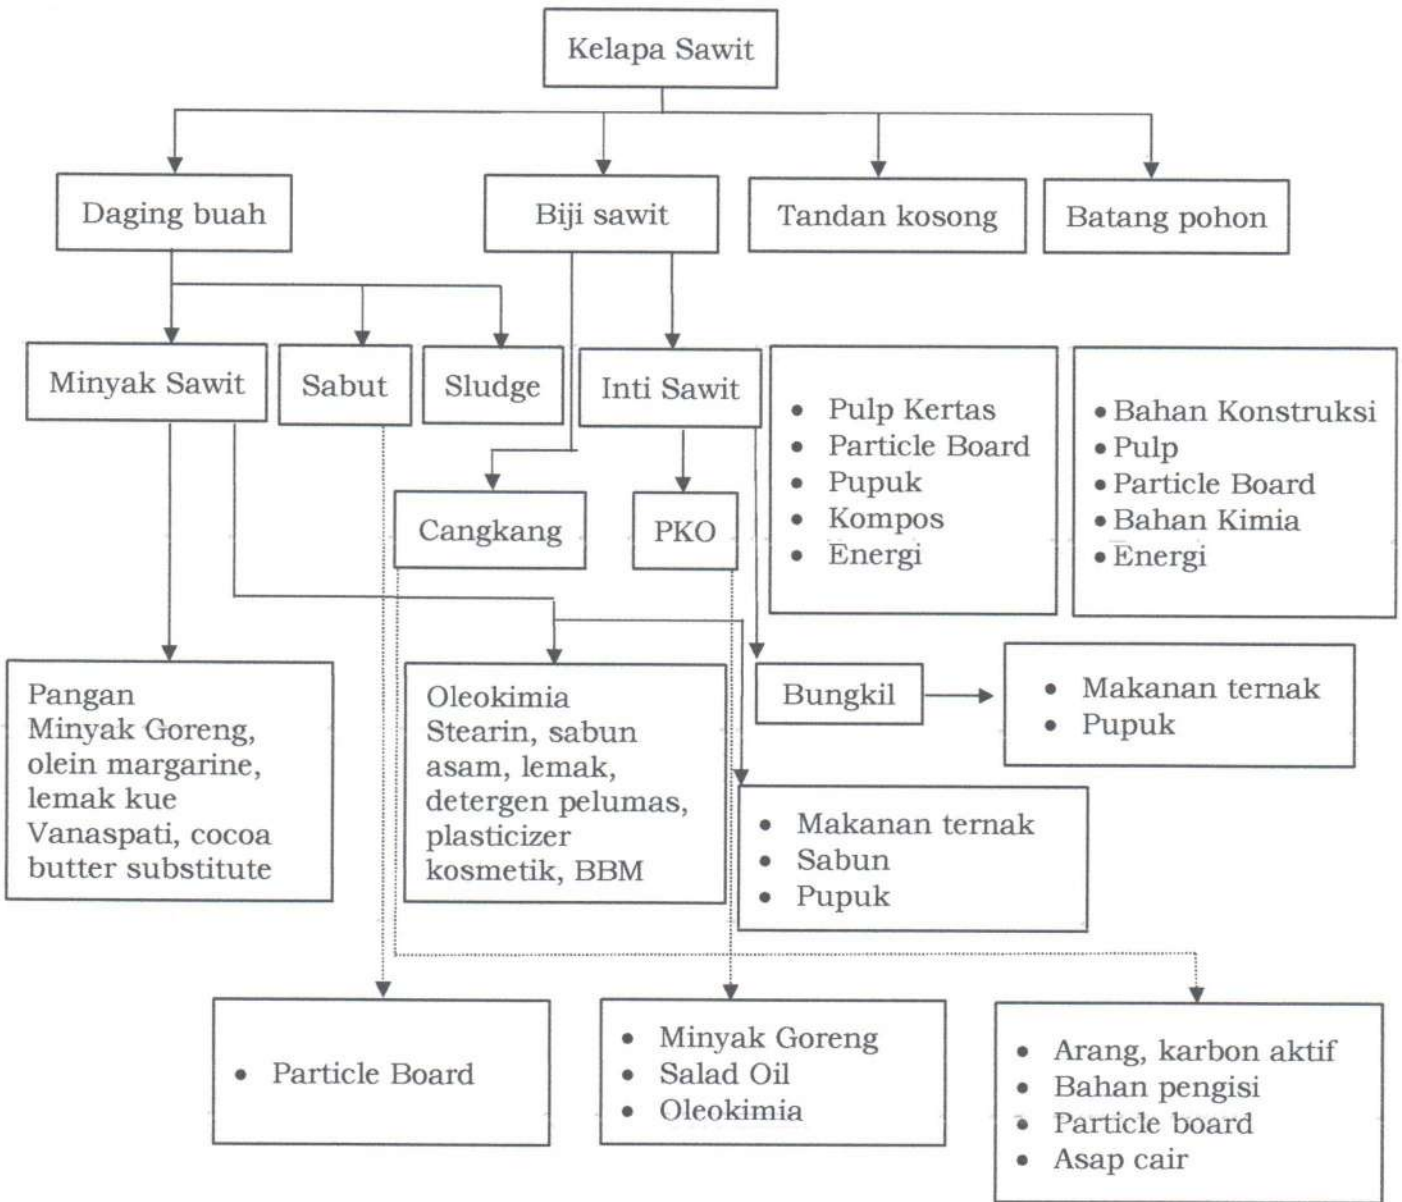 Kelapa Sawit
Daging buah
Biji sawit
Tandan kosong
Batang pohon
Minyak Sawit
Sabut
Sludge
Inti Sawit
• Pulp Kertas
• Particle Board
• Pupuk
• Kompos
• Energi
• Bahan Konstruksi
• Pulp
• Particle Board
• Bahan Kimia
• Energi
Cangkang
PKO
Pangan
Minyak Goreng,
olein margarine,
lemak kue
Vanaspati, cocoa
butter substitute
Oleokimia
Stearin, sabun
asam, lemak,
detergen pelumas,
plasticizer
kosmetik, BBM
Bungkil
• Makanan ternak
• Pupuk
• Makanan ternak
• Sabun
• Pupuk
• Particle Board
• Minyak Goreng
• Salad Oil
• Oleokimia
• Arang, karbon aktif
• Bahan pengisi
• Particle board
• Asap cair